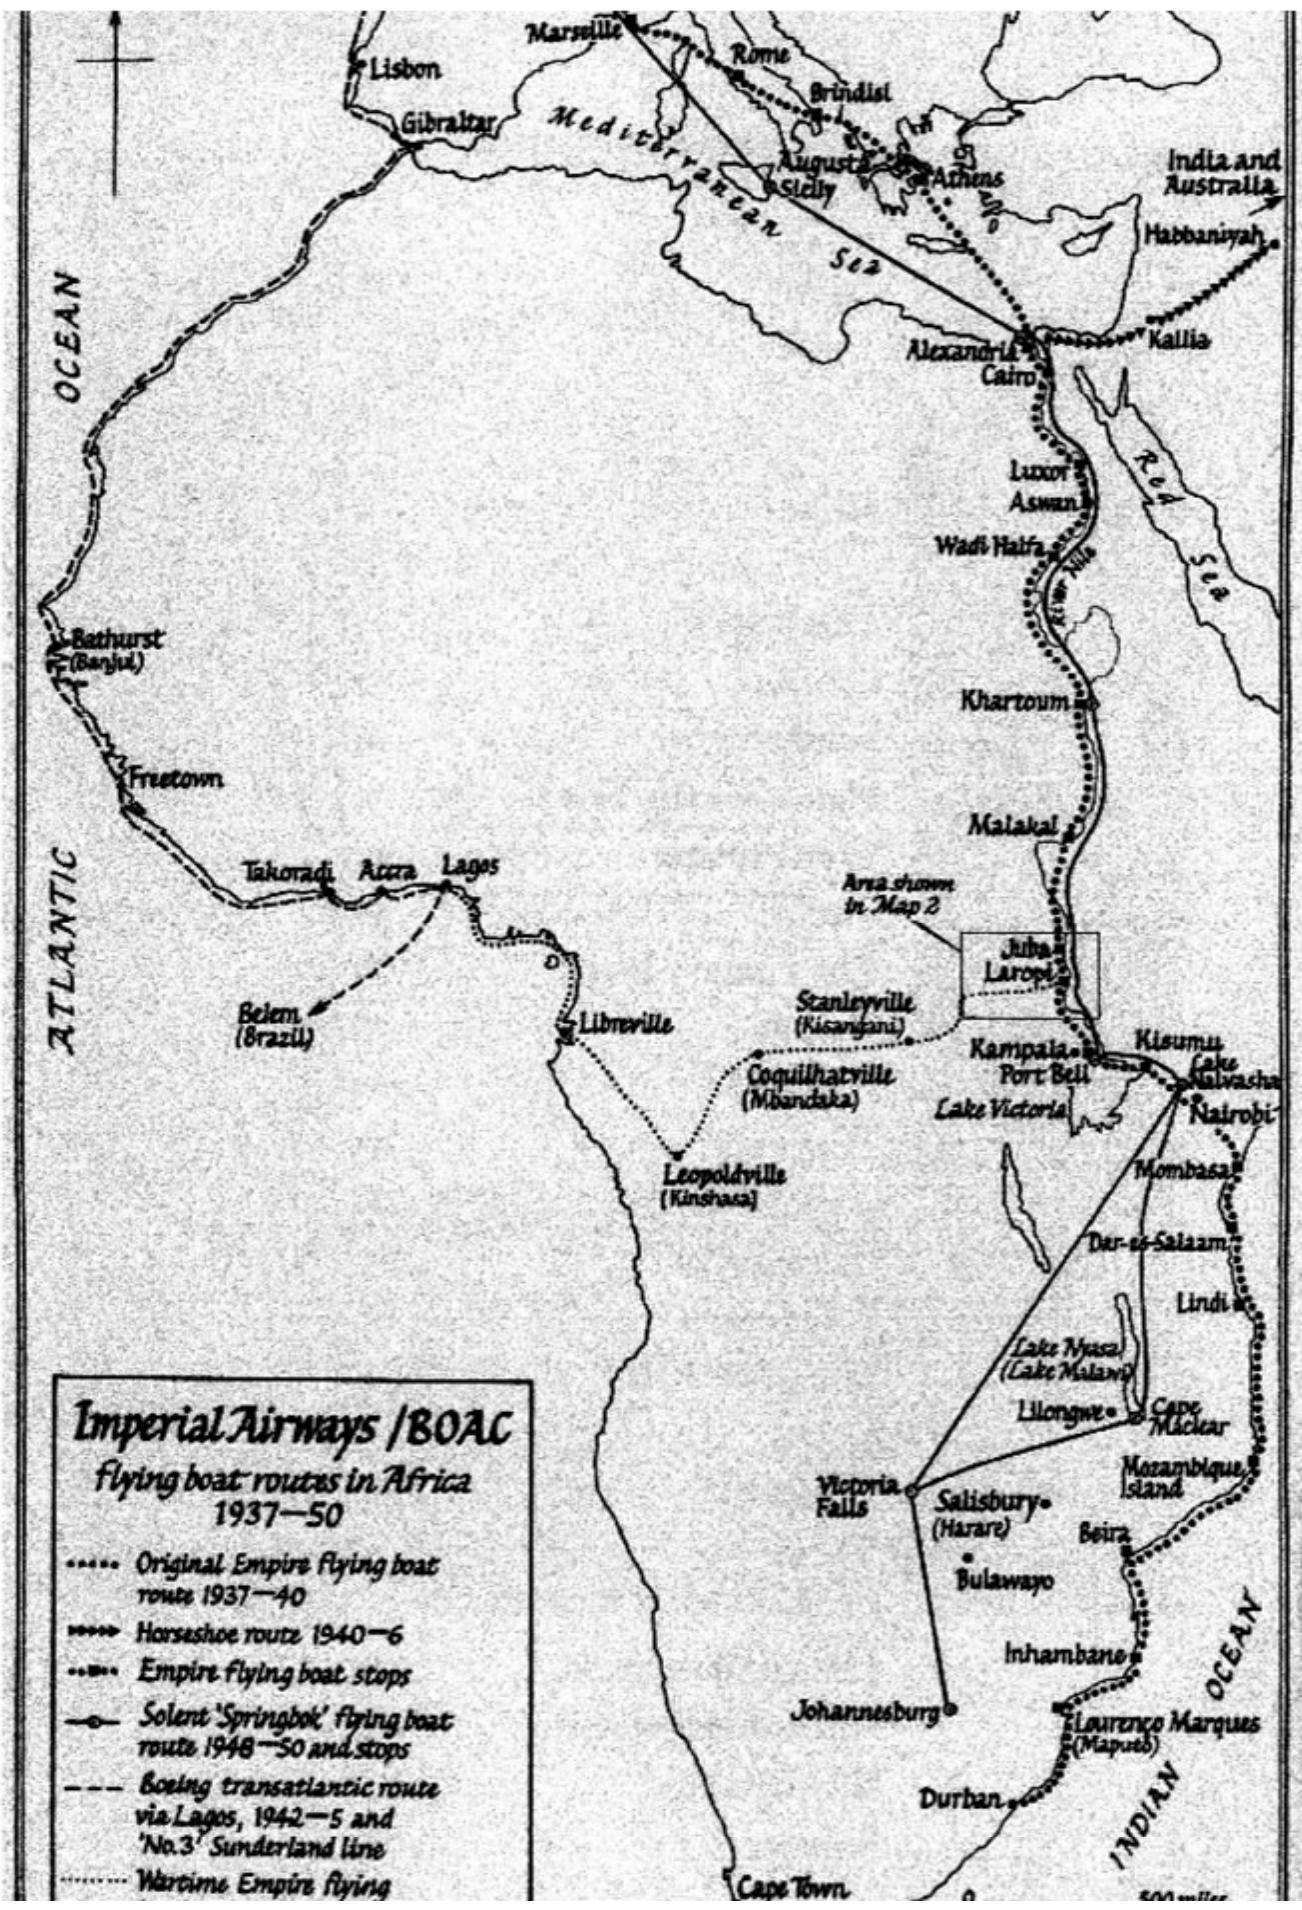 Marseille
Rome
Lisbon
Brindisi
Gibraltar
Mediterranean
Sea
Augusta
Sicily
Athens
India and
Australia
Habbaniyah
OCEAN
Alexandria
Kallia
Cairo
Luxor
Red
Sea
Aswan
Wadi Halfa
River Nile
Bathurst
(Banjul)
Khartoum
Freetown
Malakal
ATLANTIC
Takoradi
Accra
Lagos
Area shown
in Map 2
Juba
Laropi
Belem
(Brazil)
Libreville
Stanleyville
(Kisangani)
Kampala
Port Bell
Kisumu
Lake
Naivasha
Coquilhatville
(Mbandaka)
Lake Victoria
Nairobi
Leopoldville
(Kinshasa)
Mombasa
Dar-es-Salaam
Lindi
Lake Nyasa
(Lake Malawi)
Lilongwe
Cape
Maclear
Imperial Airways/BOAC
flying boat routes in Africa
1937—50
Original Empire flying boat
route 1937—40
Horseshoe route 1940—6
Empire flying boat stops
Solent 'Springbok' flying boat
route 1948—50 and stops
Boeing transatlantic route
via Lagos, 1942—5 and
'No.3' Sunderland line
Wartime Empire flying
Victoria
Falls
Salisbury
(Harare)
Mozambique
Island
Beira
Bulawayo
Inhambane
INDIAN OCEAN
Johannesburg
Lourenço Marques
(Maputo)
Durban
Cape Town
500 miles